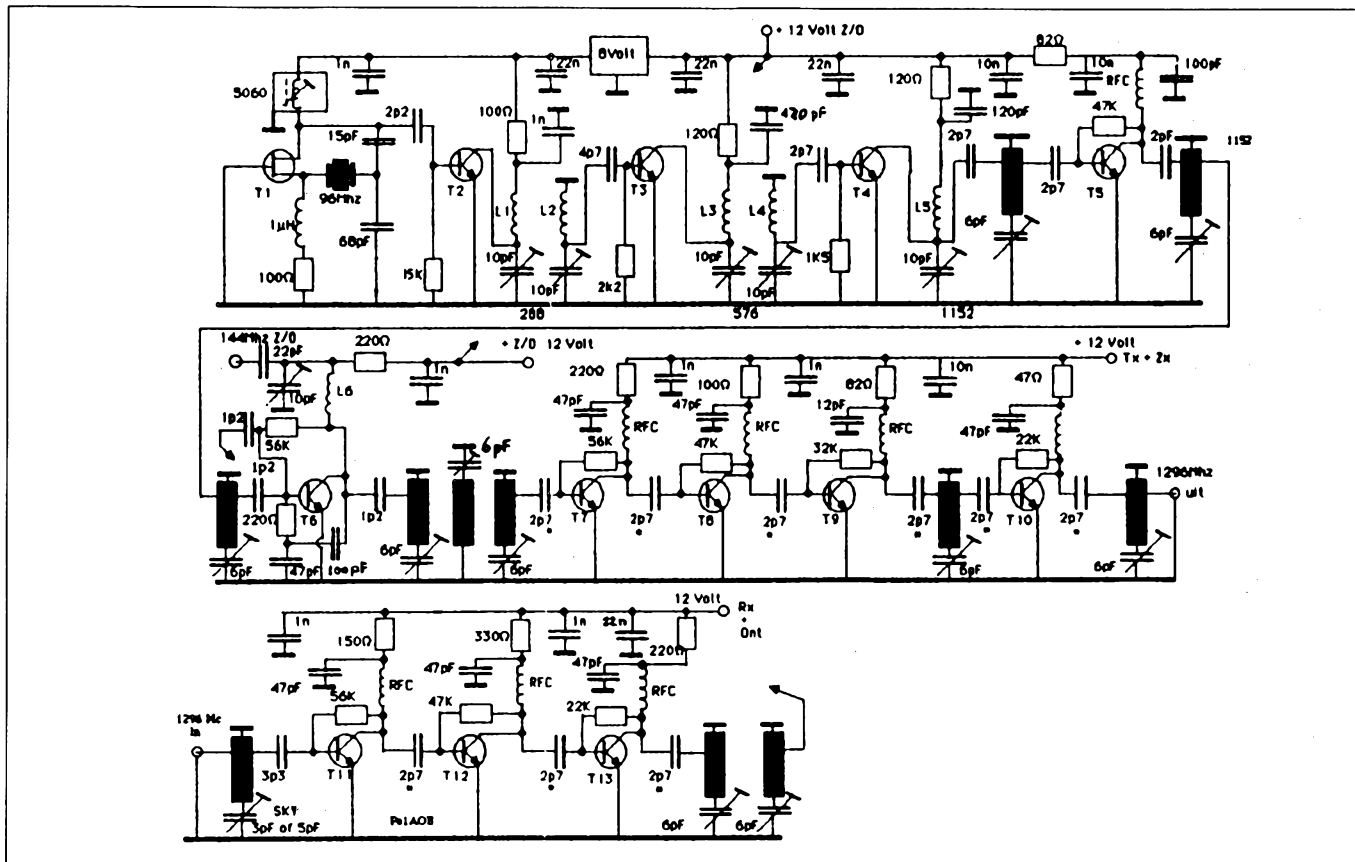 + 12 Volt Z/O
82Ω
1n
22n
8Volt
22n
22n
10n
10n
RFC
100pF
5060
2p2
100Ω
1n
120Ω
470 pF
120Ω
120pF
47K
15pF
4p7
2p7
2p7
2pF
1152
T1
96Mhz
T2
L1
L2
T3
L3
L4
T4
L5
2p7
T5
1μH
68pF
6pF
6pF
100Ω
15K
10pF
10pF
2k2
10pF
10pF
1K5
10pF
288
576
1152
144Mhz Z/O
220Ω
+ Z/O 12 Volt
+ 12 Volt
Tx + Zx
22pF
1n
220Ω
1n
100Ω
1n
82Ω
10n
47Ω
10pF
L6
47pF
47pF
12pF
47pF
1p2
56K
6pF
RFC
RFC
RFC
1p2
56K
47K
32K
22K
1296Mhz
uit
220Ω
T6
1p2
2p7
T7
2p7
T8
2p7
T9
2p7
2p7
T10
2p7
6pF
47pF
100pF
6pF
6pF
6pF
6pF
12 Volt
Rx
+
Ont
1n
150Ω
330Ω
1n
22n
220Ω
47pF
47pF
47pF
RFC
RFC
RFC
56K
47K
22K
1296 Mc
In
3p3
T11
2p7
T12
2p7
T13
2p7
SKY
3pF of 5pF
6pF
6pF